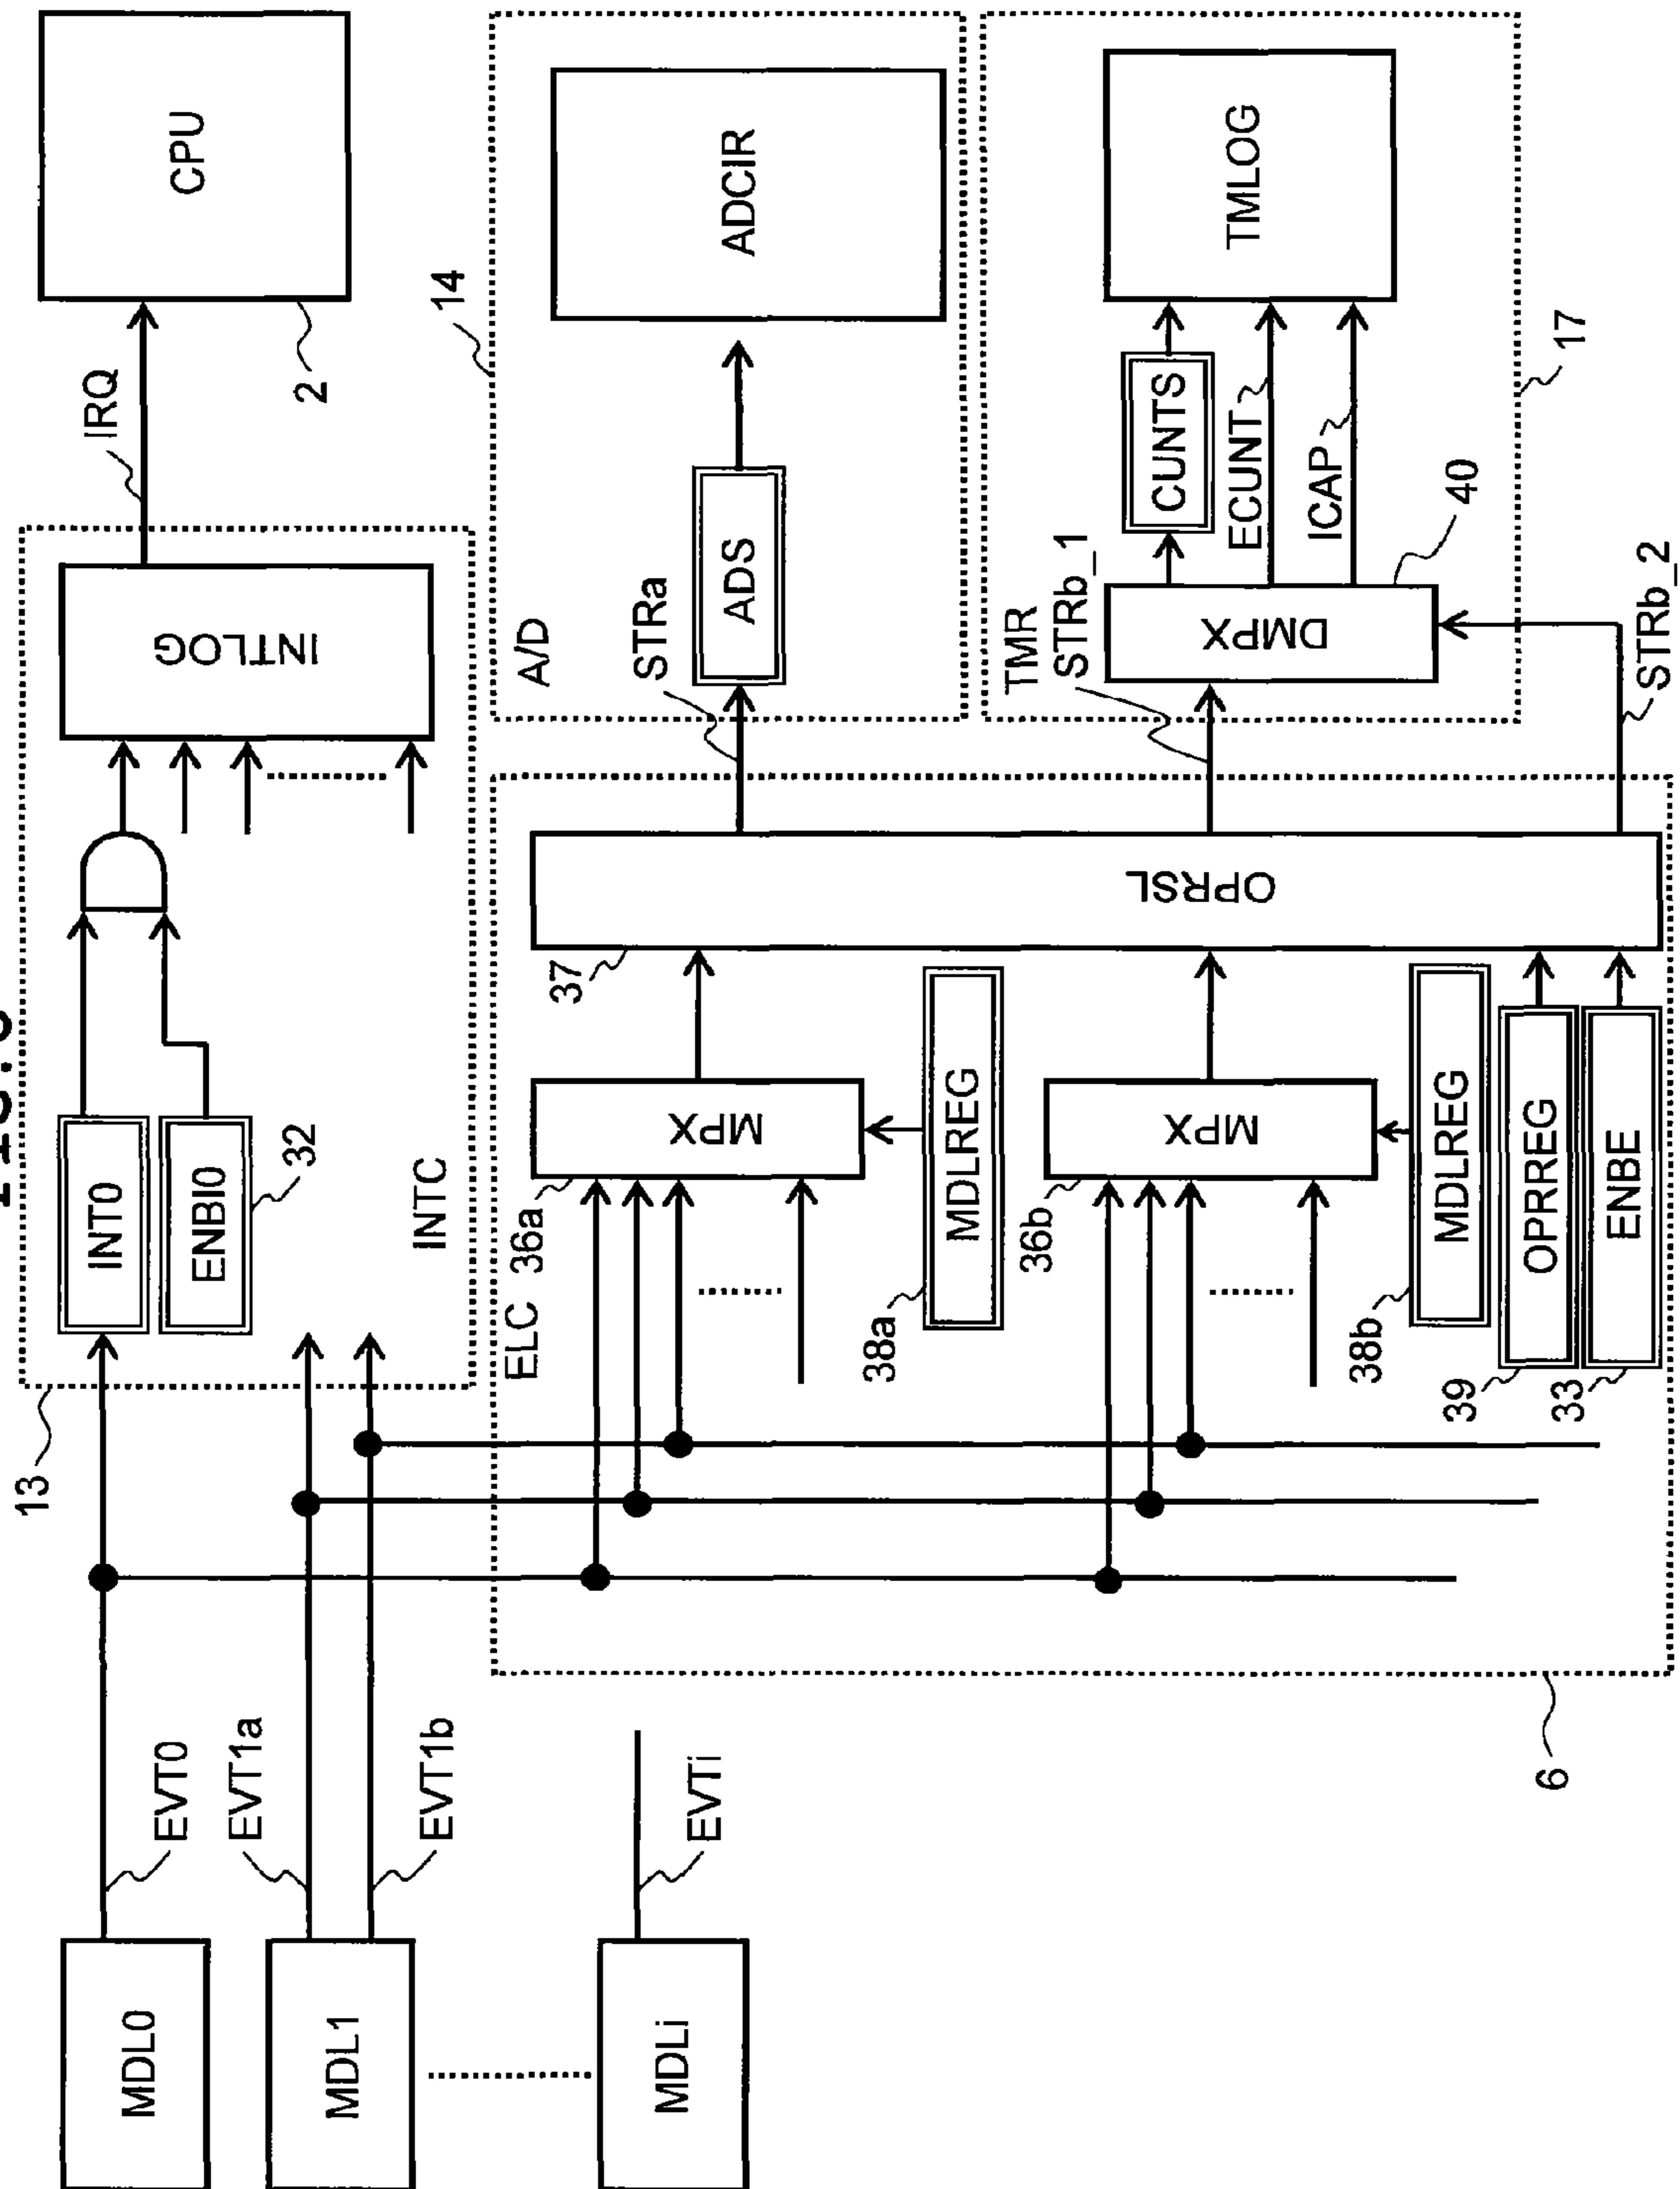 MDL0
MDL1
MDLi
EVT0
EVT1a
EVT1b
EVTi
6
13
INT0
ENBI0
32
INTC
INTLOG
IRQ
CPU
2
ELC
36a
MPX
38a
MDLREG
36b
MPX
38b
MDLREG
39
OPRREG
33
ENBE
37
OPRSL
14
A/D
STRa
ADS
ADCIR
TMR
STRb_1
DMPX
40
CUNTS
ECUNT
ICAP
TMLOG
17
STRb_2